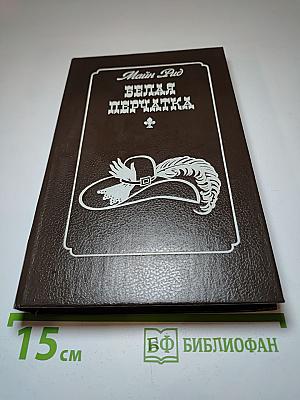 Майн Рид
БЕЛАЯ
ПЕРЧАТКА
15 см
БФ БИБЛИОФАН